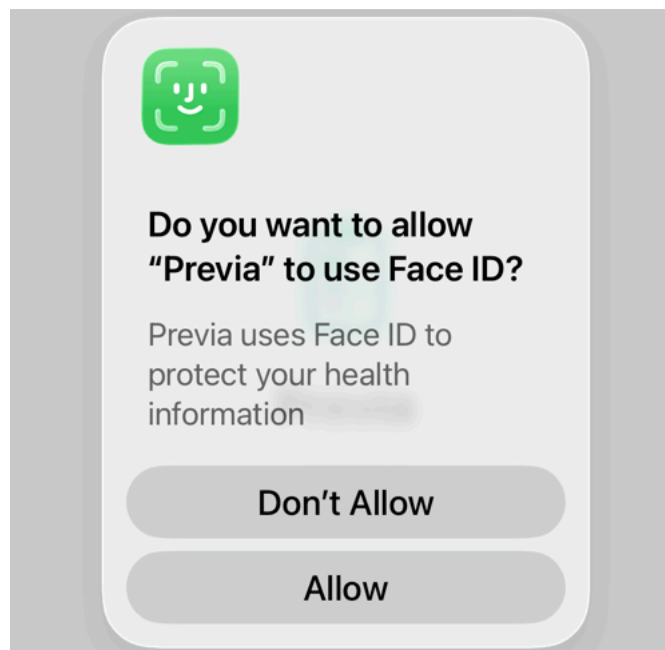 Do you want to allow
“Previa” to use Face ID?
Previa uses Face ID to
protect your health
information
Don’t Allow
Allow